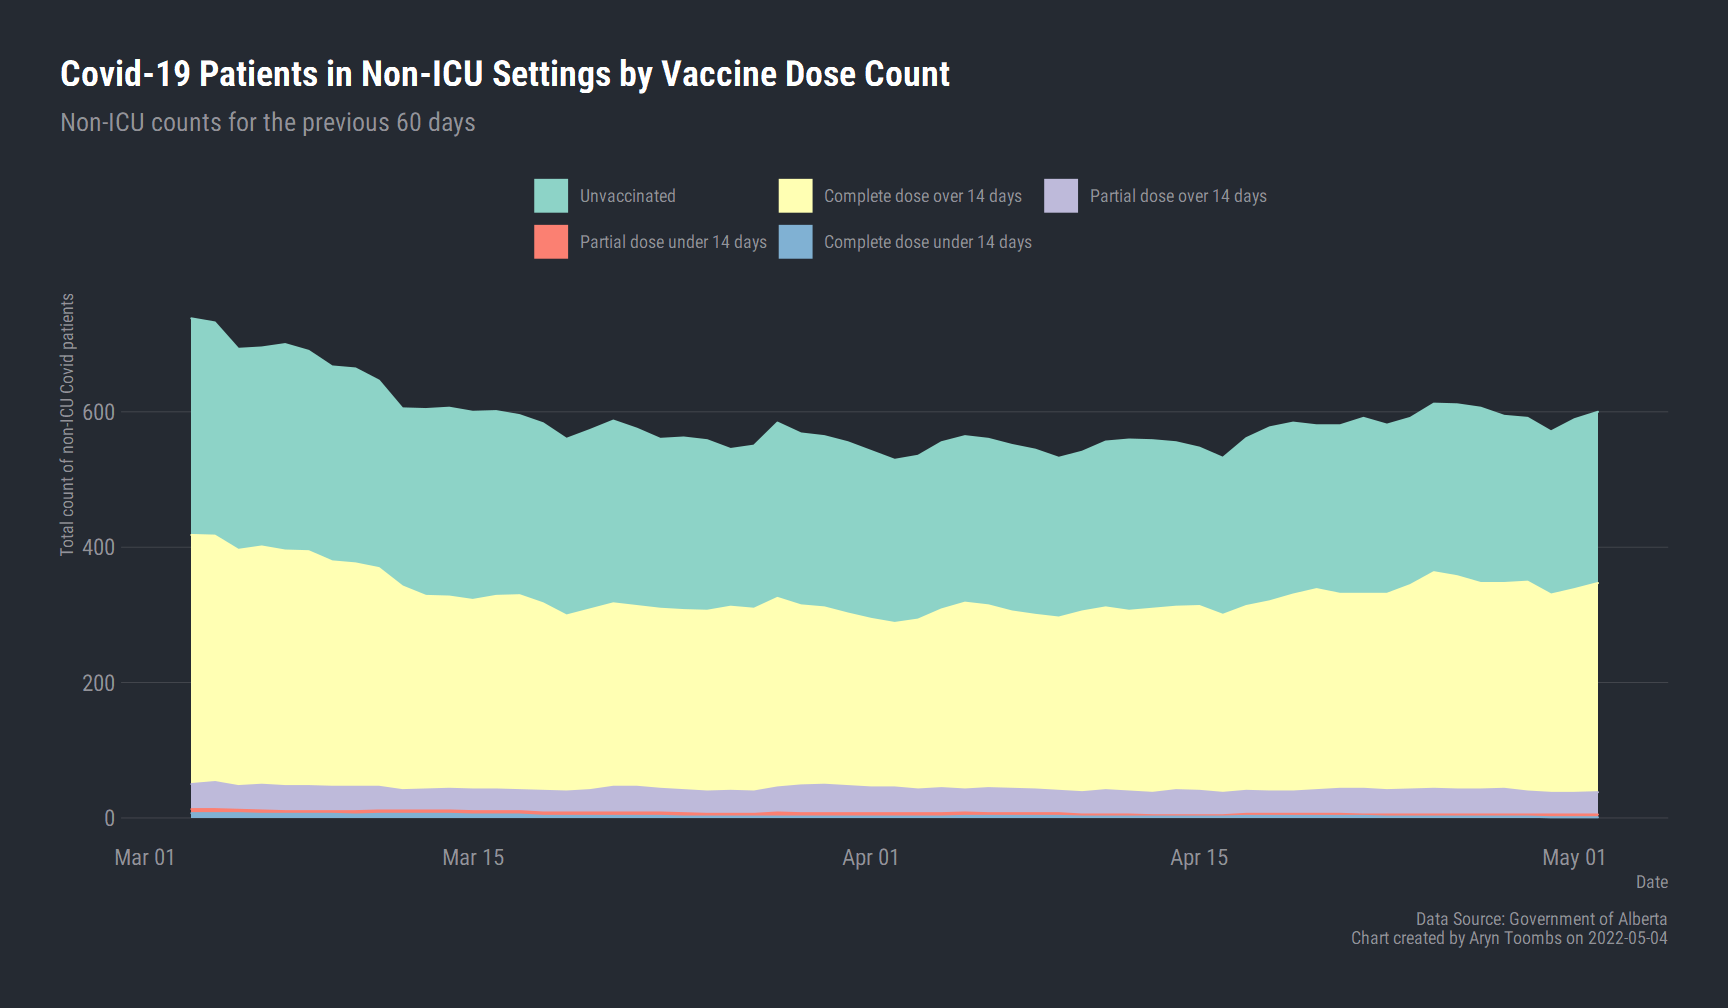 Covid-19 Patients in Non-ICU Settings by Vaccine Dose Count
Non-ICU counts for the previous 60 days
Unvaccinated
Complete dose over 14 days
Partial dose over 14 days
Partial dose under 14 days
Complete dose under 14 days
Total count of non-ICU Covid patients
600
400
200
0
Mar 01
Mar 15
Apr 01
Apr 15
May 01
Date
Data Source: Government of Alberta
Chart created by Aryn Toombs on 2022-05-04